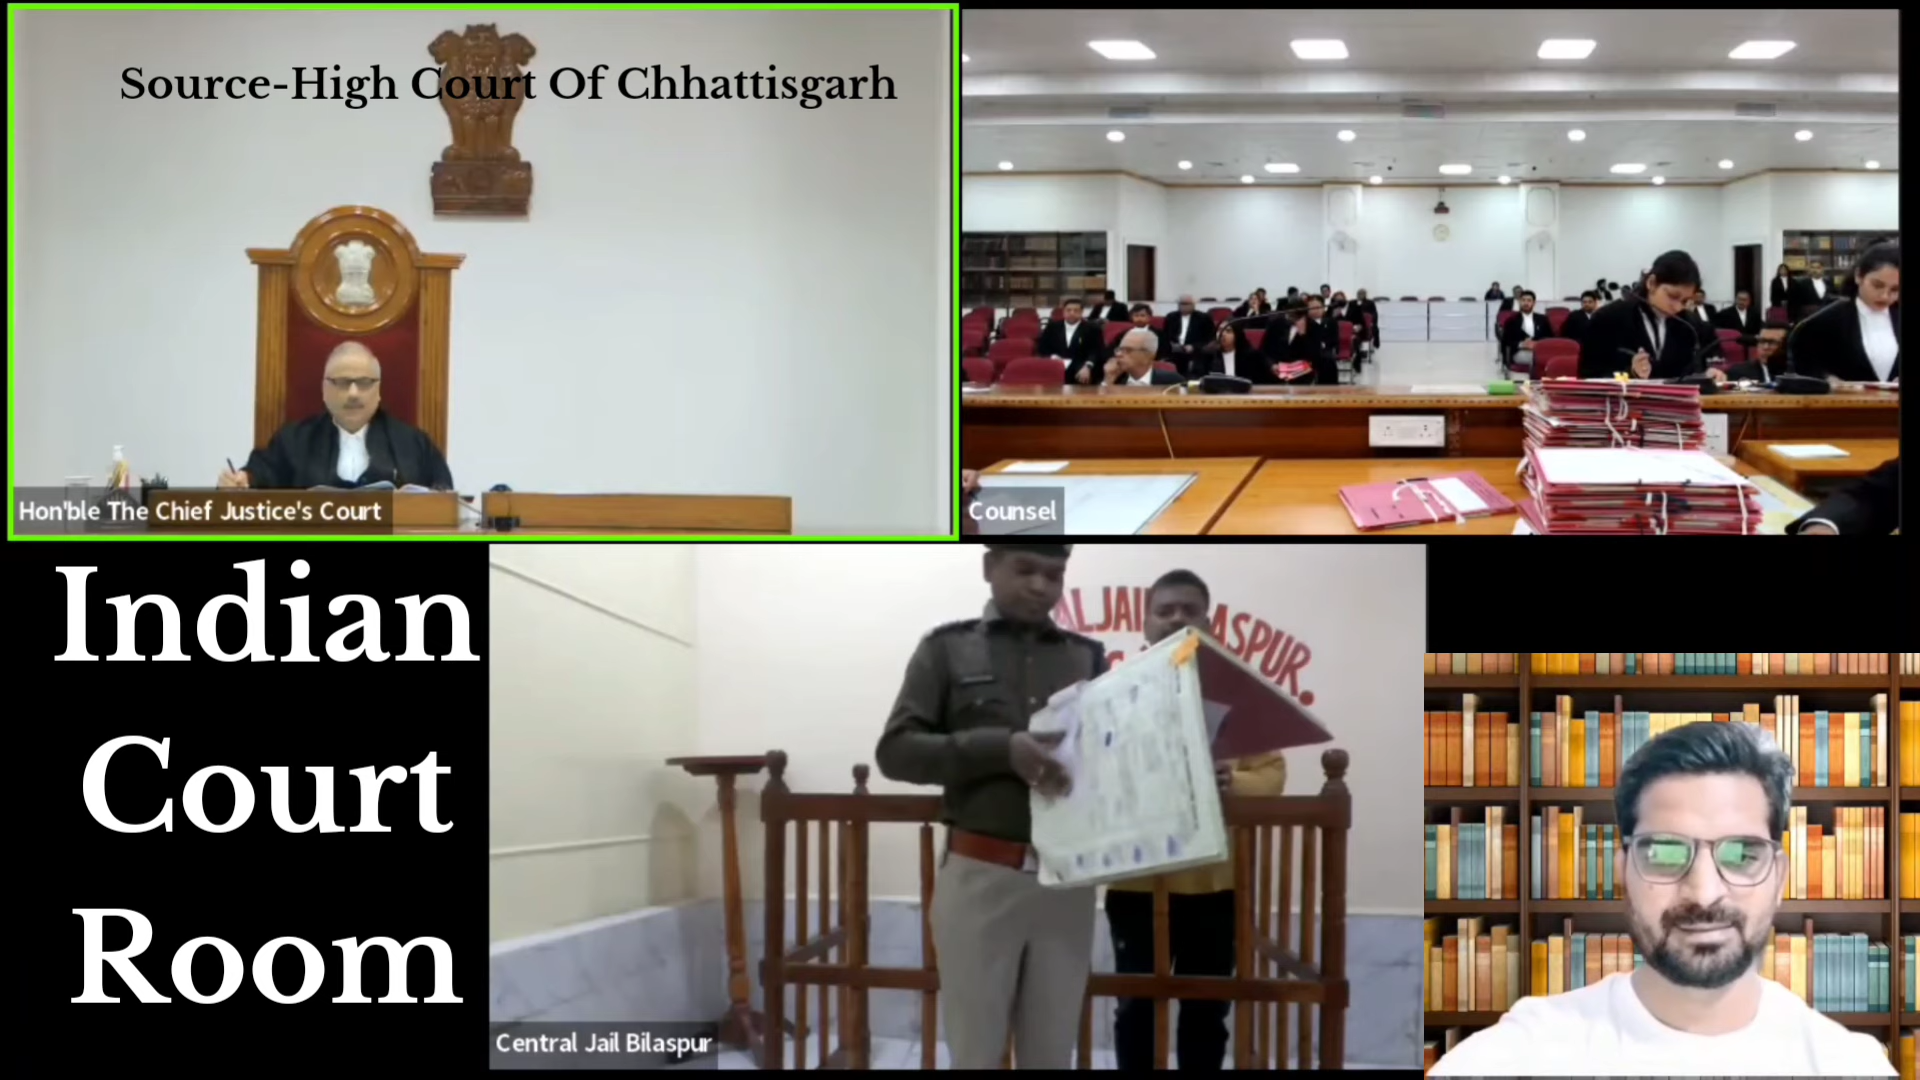 Source-High Court Of Chhattisgarh
Hon'ble The Chief Justice's Court
Counsel
Indian
Court
Room
Central Jail Bilaspur